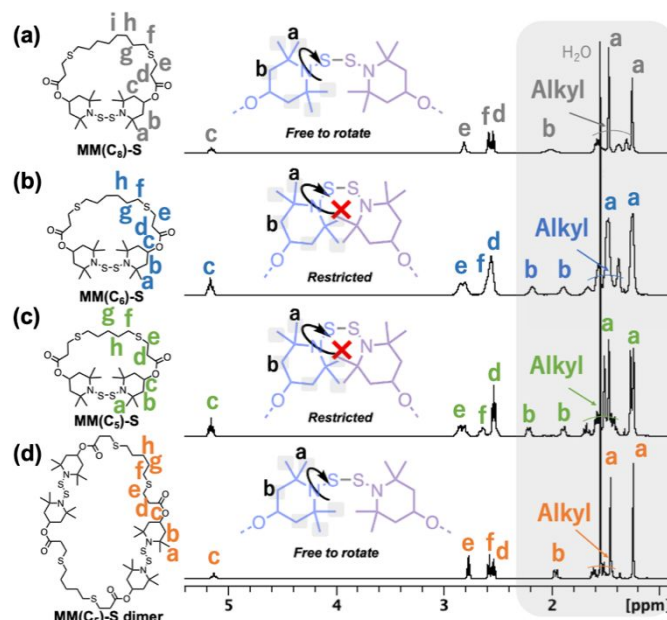 (a)
i h
g
f
S
S
e
d
c
O
O
O
O
N-S-S-N
b
a
MM(C₈)-S
a
b
S
S
N
N
O
O
Free to rotate
c
e
f
d
b
H₂O
a
Alkyl
a
(b)
h
f
S
g
S
e
d
c
O
O
O
O
N-S-S-N
b
a
MM(C₆)-S
a
b
S
S
N
N
O
O
Restricted
c
e
f
d
b
b
Alkyl
a
a
(c)
g
f
S
h
S
e
d
c
O
O
O
O
N-S-S-N
a
b
MM(C₅)-S
a
b
S
S
N
N
O
O
Restricted
c
e
f
d
b
b
Alkyl
a
a
(d)
O
O
S
h
g
f
S
e
d
O
c
O
N
S
S
N
b
a
N
S
S
N
O
O
O
S
S
O
MM(C₅)-S dimer
a
b
S
S
N
N
O
O
Free to rotate
c
e
f
d
b
Alkyl
a
a
5
4
3
2
[ppm]